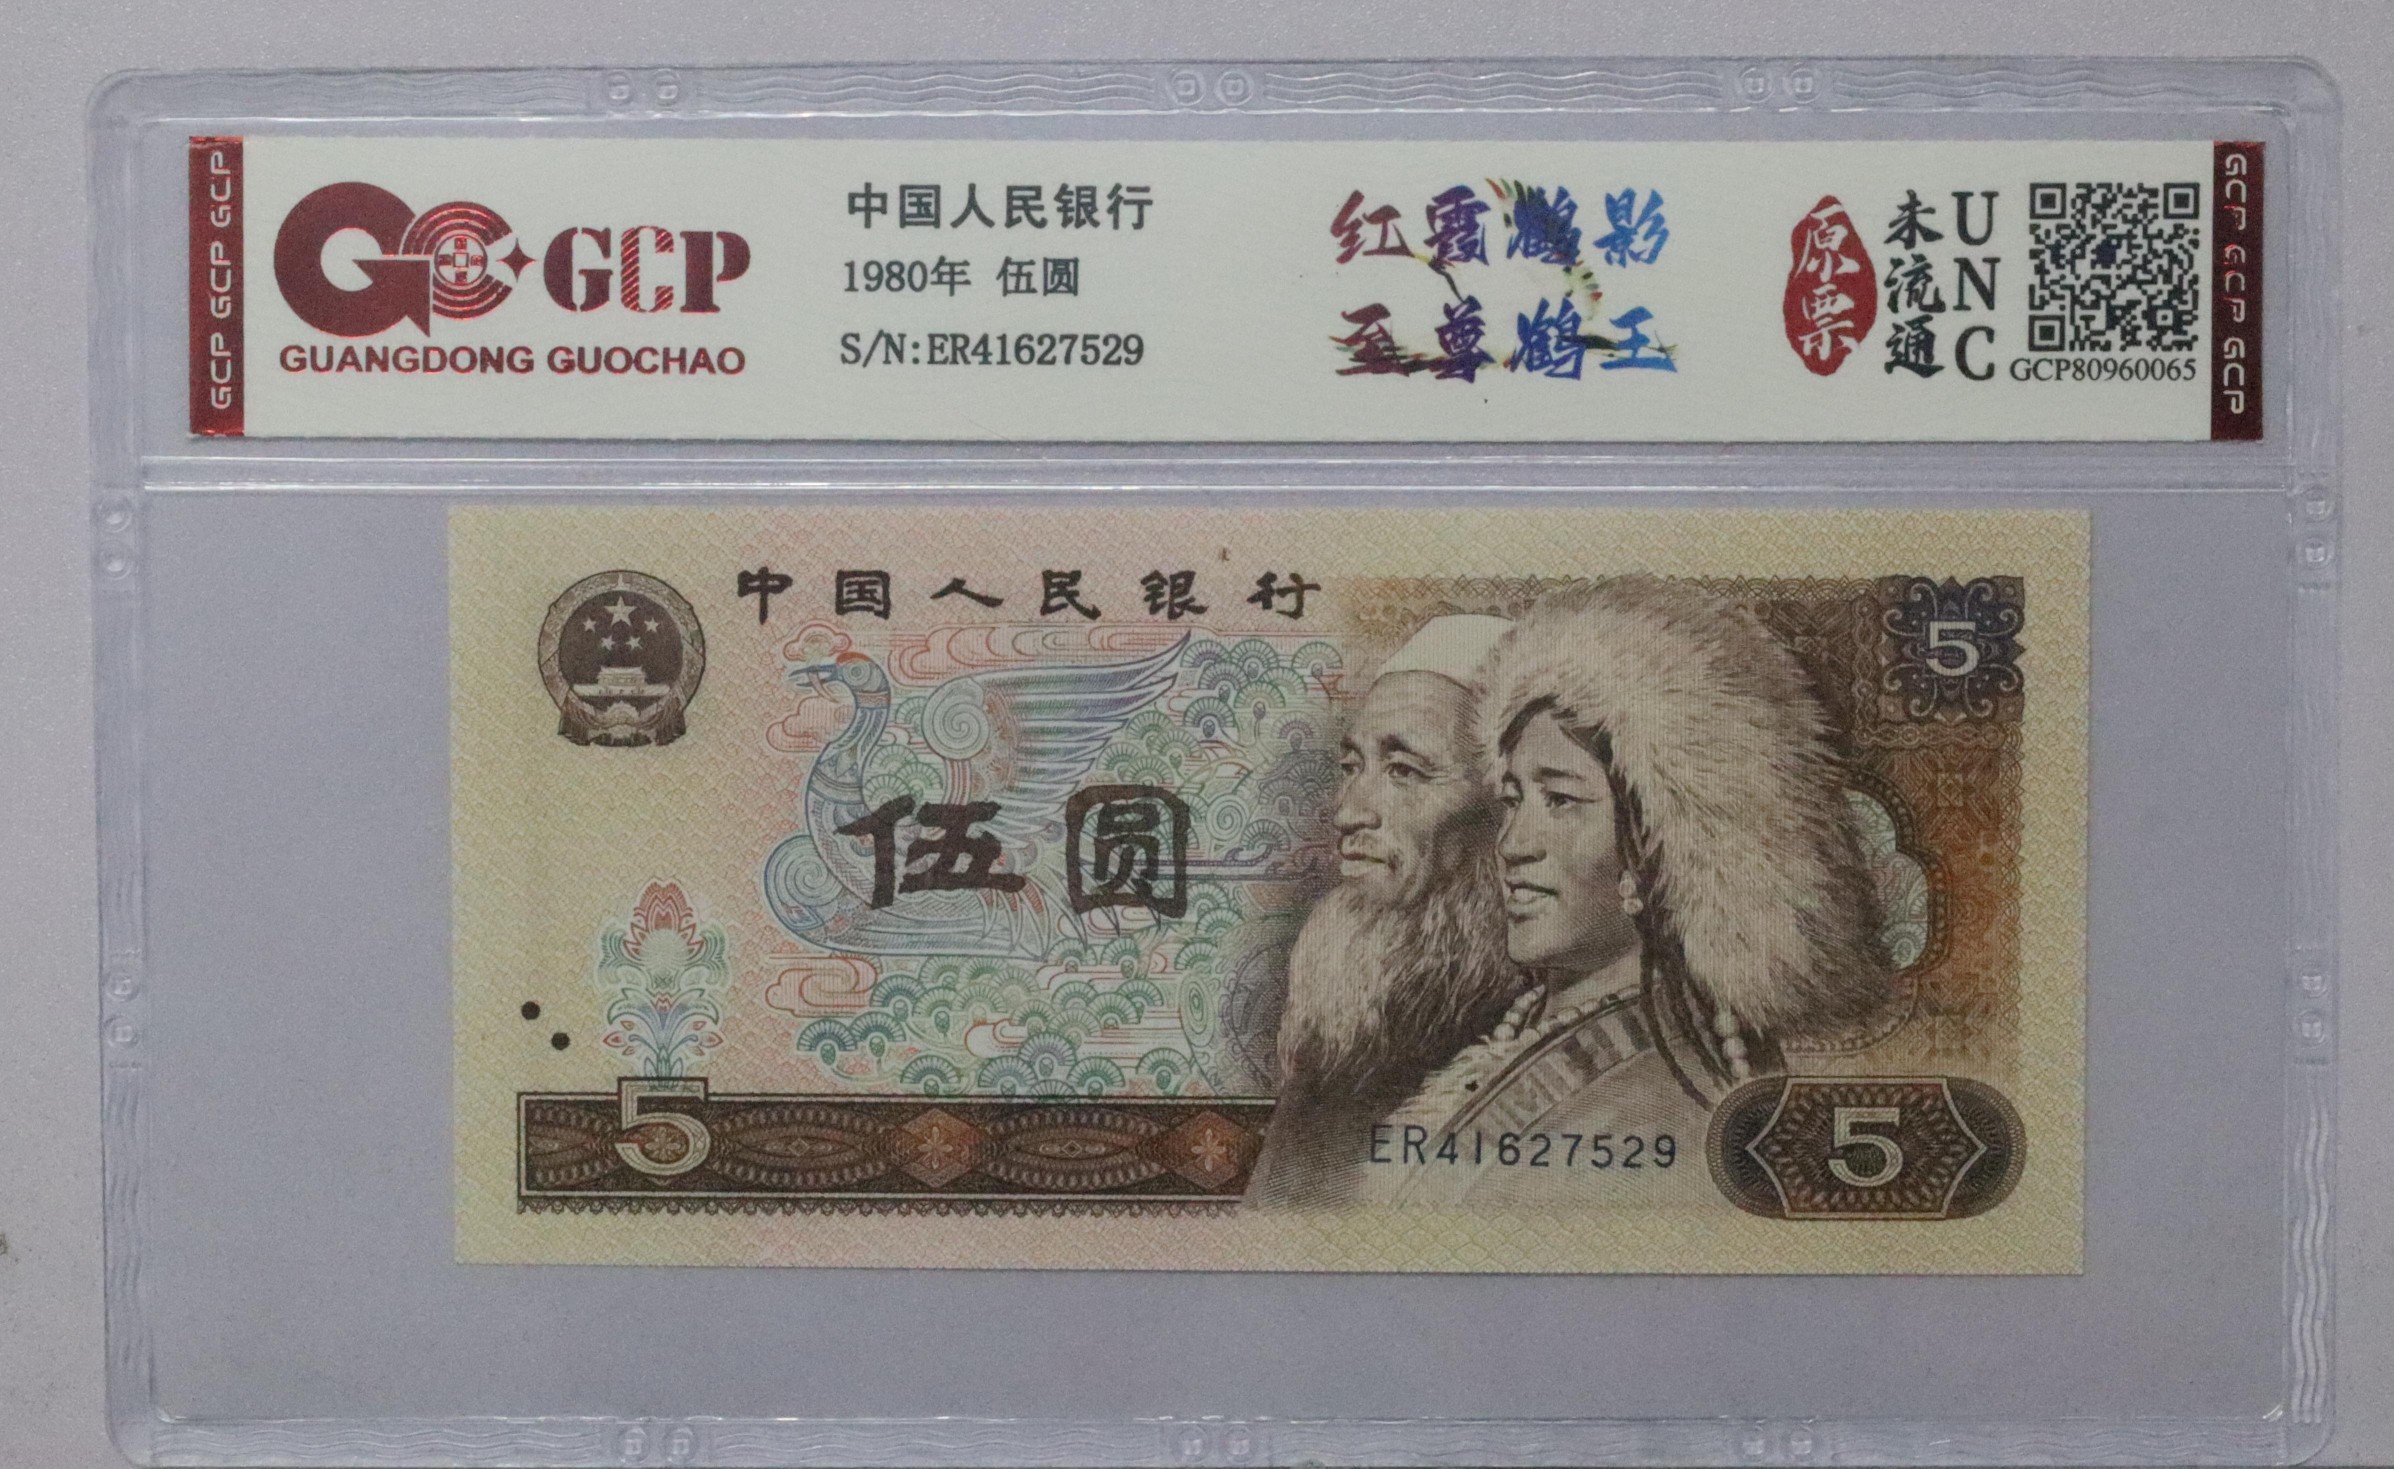 GCP GCP GCP
GCP
GUANGDONG GUOCHAO
中国人民银行
1980年 伍圆
S/N:ER41627529
红霞鹤影
至尊鹤王
原票
未流通
UNC
GCP80960065
GCP GCP GCP
中国人民银行
5
伍圆
5
ER41627529
5